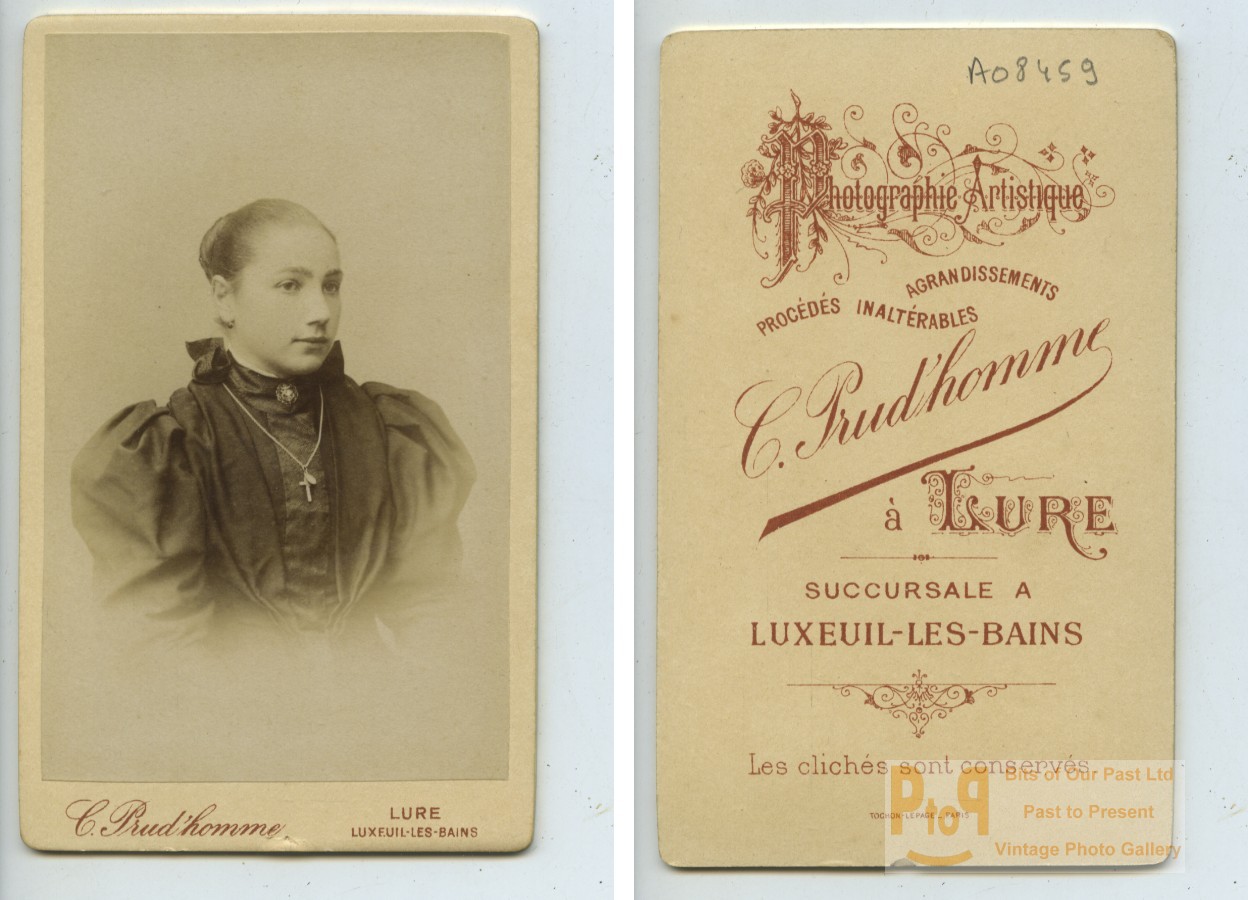 C. Prud'homme
LURE
LUXEUIL-LES-BAINS
A08459
Photographie Artistique
AGRANDISSEMENTS
PROCÉDÉS INALTÉRABLES
C. Prud'homme
à LURE
SUCCURSALE A
LUXEUIL-LES-BAINS
Les clichés sont conservés
TOCHON-LEPAGE _ PARIS
PtoP
Bits of Our Past Ltd
Past to Present
Vintage Photo Gallery